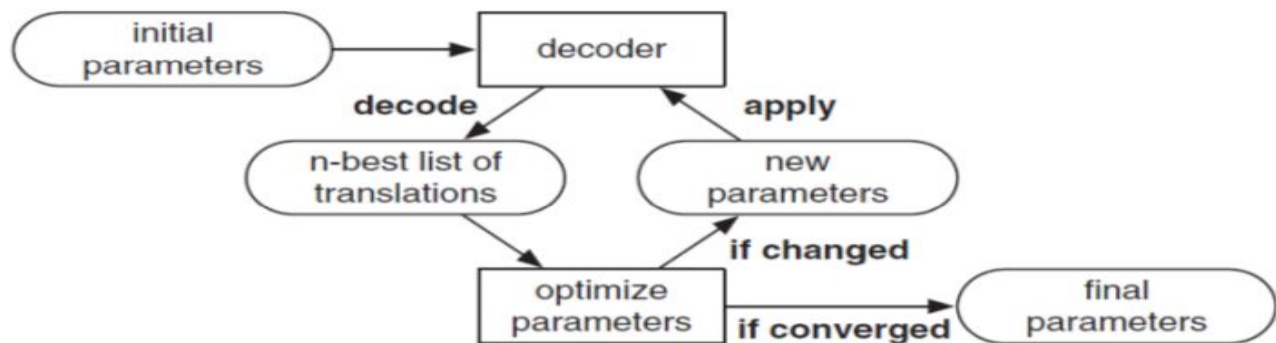 initial
parameters
decoder
decode
apply
n-best list of
translations
new
parameters
if changed
optimize
parameters
if converged
final
parameters